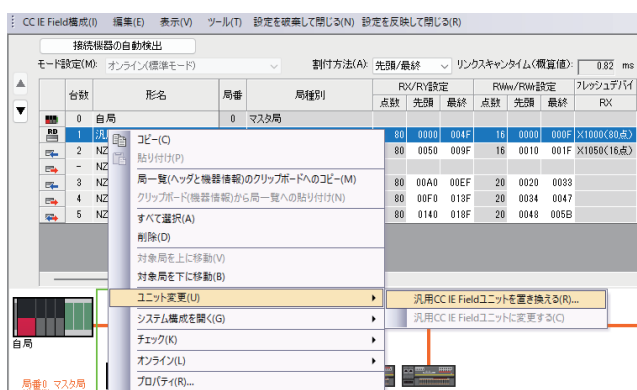 CC IE Field構成(I) 編集(E) 表示(V) ツール(T) 設定を破棄して閉じる(N) 設定を反映して閉じる(R)
接続機器の自動検出
モード設定(M): オンライン(標準モード) 割付方法(A): 先頭/最終 リンクスキャンタイム(概算値): 0.82 ms
台数 形名 局番 局種別 RX/RY設定 RWw/RWr設定 フレッシュデバイ
点数 先頭 最終 点数 先頭 最終 RX
0 自局 0 マスタ局
1 汎 80 0000 004F 16 0000 000F X1000(80点)
2 NZ 80 0050 009F 16 0010 001F X1050(16点)
- NZ
3 NZ 80 00A0 00EF 20 0020 0033
4 NZ 80 00F0 013F 20 0034 0047
5 NZ 80 0140 018F 20 0048 005B
コピー(C)
貼り付け(P)
局一覧(ヘッダと機器情報)のクリップボードへのコピー(M)
クリップボード(機器情報)から局一覧への貼り付け(N)
すべて選択(A)
削除(D)
対象局を上に移動(V)
対象局を下に移動(B)
ユニット変更(U)
システム構成を開く(G)
チェック(K)
オンライン(L)
プロパティ(R)...
汎用CC IE Fieldユニットを置き換える(R)...
汎用CC IE Fieldユニットに変更する(C)
自局
局番0 マスタ局